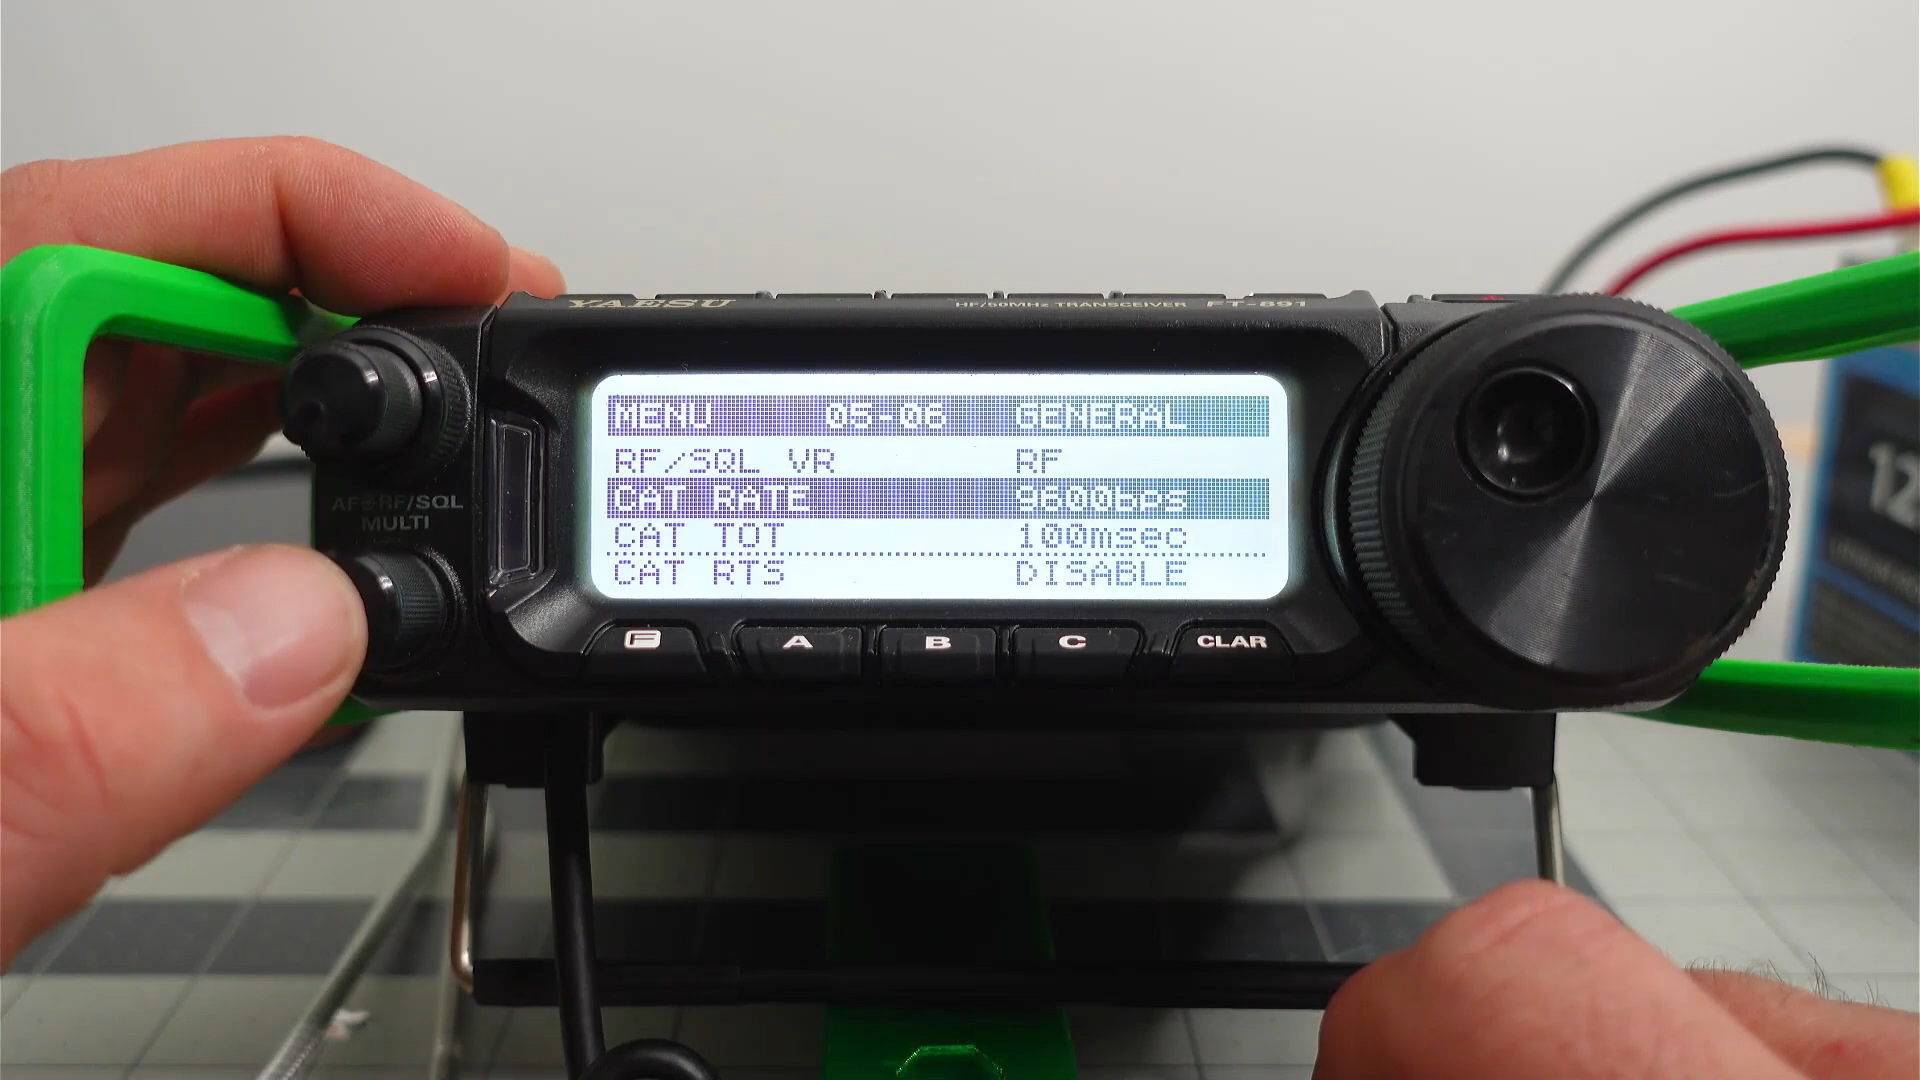 YAESU HF/50MHz TRANSCEIVER FT-891
MENU 05-06 GENERAL
RF/SQL VR RF
CAT RATE 9600bps
CAT TOT 100msec
CAT RTS DISABLE
AF RF/SQL
MULTI
F A B C CLAR
12